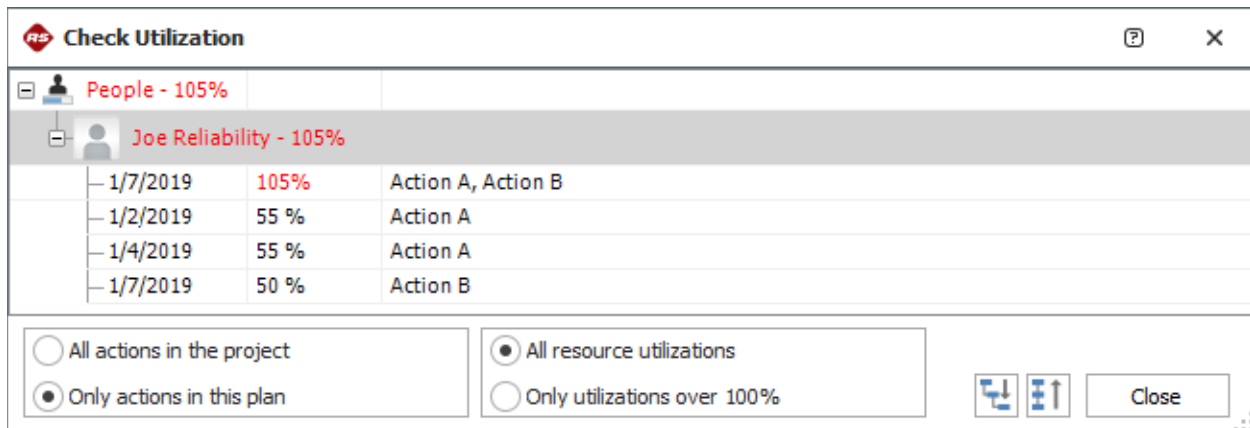 RS Check Utilization
People - 105%
Joe Reliability - 105%
1/7/2019 105% Action A, Action B
1/2/2019 55 % Action A
1/4/2019 55 % Action A
1/7/2019 50 % Action B
All actions in the project
Only actions in this plan
All resource utilizations
Only utilizations over 100%
Close